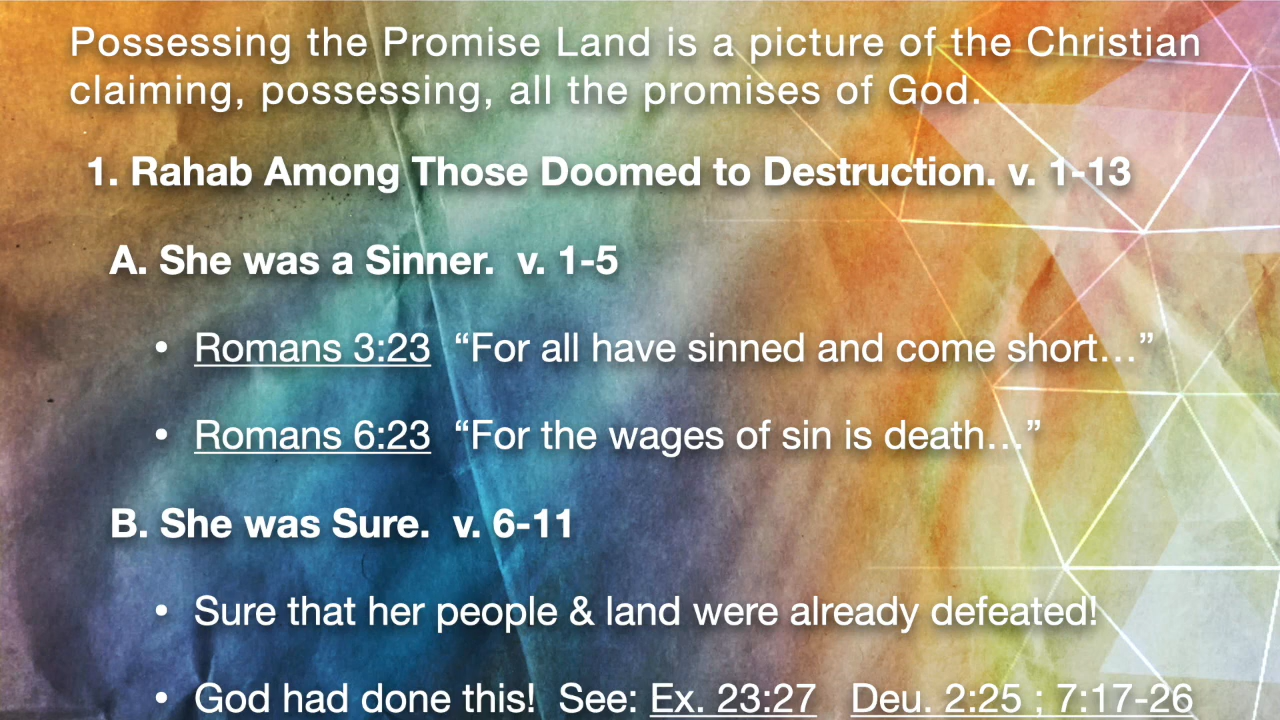 Possessing the Promise Land is a picture of the Christian
claiming, possessing, all the promises of God.
1. Rahab Among Those Doomed to Destruction. v. 1-13
A. She was a Sinner.  v. 1-5
• Romans 3:23  “For all have sinned and come short…”
• Romans 6:23  “For the wages of sin is death…”
B. She was Sure.  v. 6-11
• Sure that her people & land were already defeated!
• God had done this!  See: Ex. 23:27   Deu. 2:25 ; 7:17-26